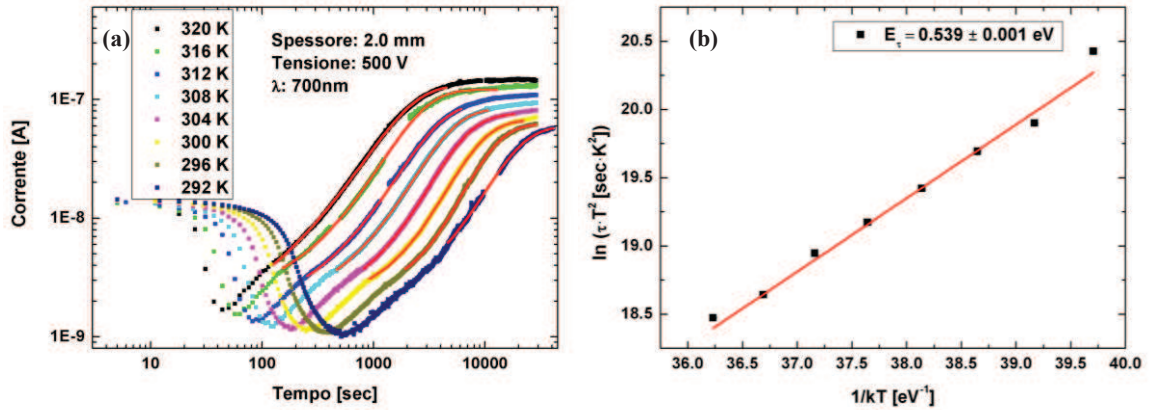 (a)
320 K
316 K
312 K
308 K
304 K
300 K
296 K
292 K
Spessore: 2.0 mm
Tensione: 500 V
λ: 700nm
Corrente [A]
1E-7
1E-8
1E-9
10
100
1000
10000
Tempo [sec]
(b)
E_τ = 0.539 ± 0.001 eV
ln (τ·T² [sec·K²])
20.5
20.0
19.5
19.0
18.5
36.0
36.5
37.0
37.5
38.0
38.5
39.0
39.5
40.0
1/kT [eV⁻¹]